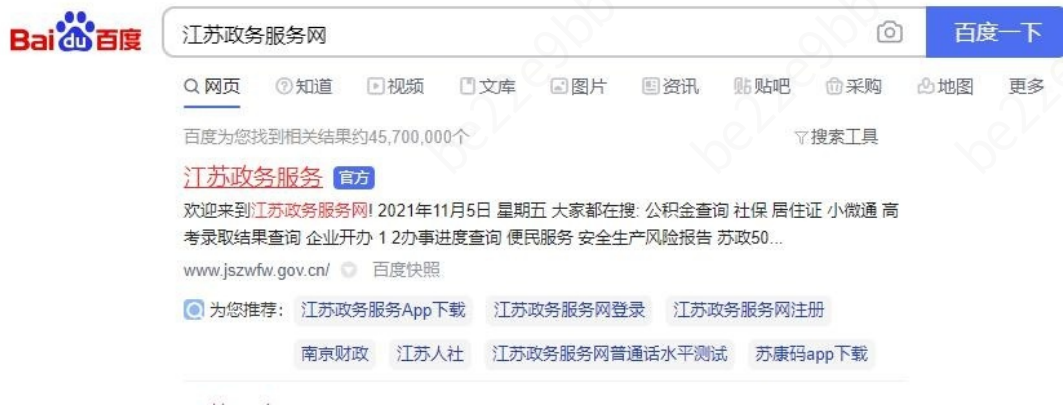 Bai du 百度 江苏政务服务网 百度一下
网页 知道 视频 文库 图片 资讯 贴吧 采购 地图 更多
百度为您找到相关结果约45,700,000个 搜索工具
江苏政务服务 官方
欢迎来到江苏政务服务网! 2021年11月5日 星期五 大家都在搜: 公积金查询 社保 居住证 小微通 高
考录取结果查询 企业开办 1 2办事进度查询 便民服务 安全生产风险报告 苏政50...
www.jszwfw.gov.cn/ 百度快照
为您推荐: 江苏政务服务App下载 江苏政务服务网登录 江苏政务服务网注册
南京财政 江苏人社 江苏政务服务网普通话水平测试 苏康码app下载